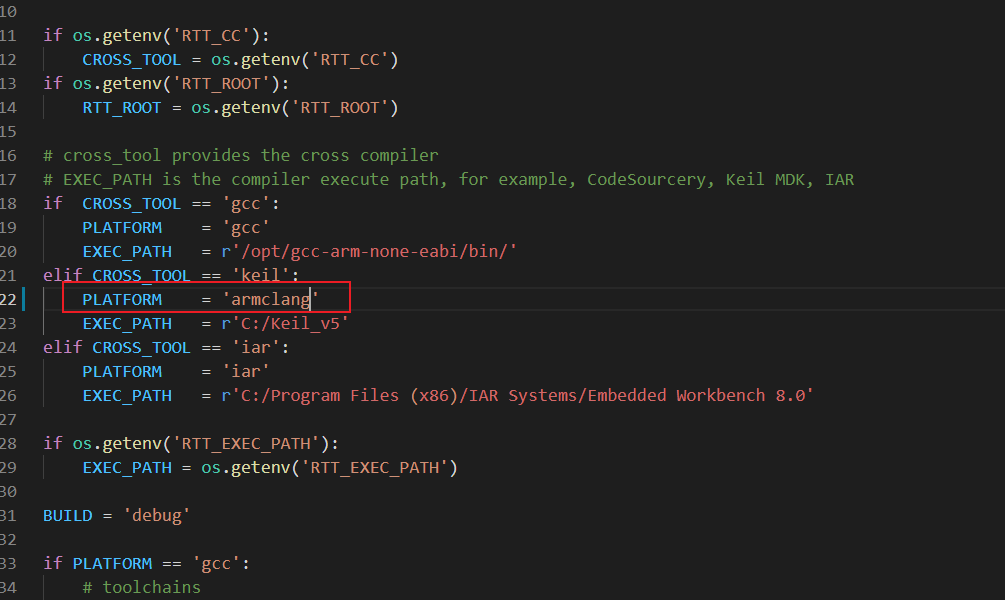 10
11 if os.getenv('RTT_CC'):
12     CROSS_TOOL = os.getenv('RTT_CC')
13 if os.getenv('RTT_ROOT'):
14     RTT_ROOT = os.getenv('RTT_ROOT')
15
16 # cross_tool provides the cross compiler
17 # EXEC_PATH is the compiler execute path, for example, CodeSourcery, Keil MDK, IAR
18 if  CROSS_TOOL == 'gcc':
19     PLATFORM    = 'gcc'
20     EXEC_PATH   = r'/opt/gcc-arm-none-eabi/bin/'
21 elif CROSS_TOOL == 'keil':
22     PLATFORM    = 'armclang'
23     EXEC_PATH   = r'C:/Keil_v5'
24 elif CROSS_TOOL == 'iar':
25     PLATFORM    = 'iar'
26     EXEC_PATH   = r'C:/Program Files (x86)/IAR Systems/Embedded Workbench 8.0'
27
28 if os.getenv('RTT_EXEC_PATH'):
29     EXEC_PATH = os.getenv('RTT_EXEC_PATH')
30
31 BUILD = 'debug'
32
33 if PLATFORM == 'gcc':
34     # toolchains